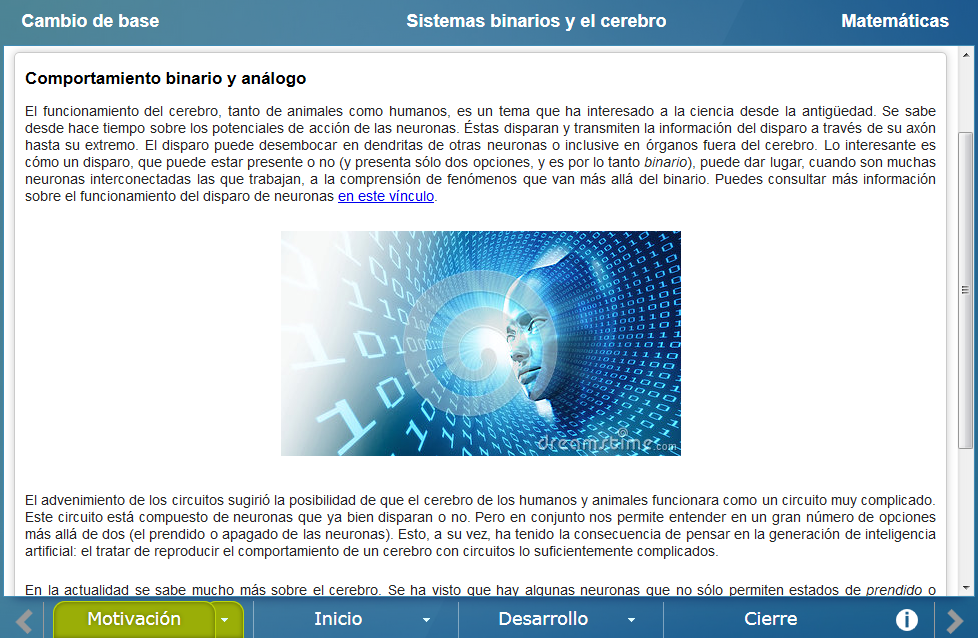 Cambio de base
Sistemas binarios y el cerebro
Matemáticas
Comportamiento binario y análogo
El funcionamiento del cerebro, tanto de animales como humanos, es un tema que ha interesado a la ciencia desde la antigüedad. Se sabe
desde hace tiempo sobre los potenciales de acción de las neuronas. Éstas disparan y transmiten la información del disparo a través de su axón
hasta su extremo. El disparo puede desembocar en dendritas de otras neuronas o inclusive en órganos fuera del cerebro. Lo interesante es
cómo un disparo, que puede estar presente o no (y presenta sólo dos opciones, y es por lo tanto binario), puede dar lugar, cuando son muchas
neuronas interconectadas las que trabajan, a la comprensión de fenómenos que van más allá del binario. Puedes consultar más información
sobre el funcionamiento del disparo de neuronas en este vínculo.
dreamstime.com
El advenimiento de los circuitos sugirió la posibilidad de que el cerebro de los humanos y animales funcionara como un circuito muy complicado.
Este circuito está compuesto de neuronas que ya bien disparan o no. Pero en conjunto nos permite entender en un gran número de opciones
más allá de dos (el prendido o apagado de las neuronas). Esto, a su vez, ha tenido la consecuencia de pensar en la generación de inteligencia
artificial: el tratar de reproducir el comportamiento de un cerebro con circuitos lo suficientemente complicados.
En la actualidad se sabe mucho más sobre el cerebro. Se ha visto que hay algunas neuronas que no sólo permiten estados de prendido o
Motivación
Inicio
Desarrollo
Cierre